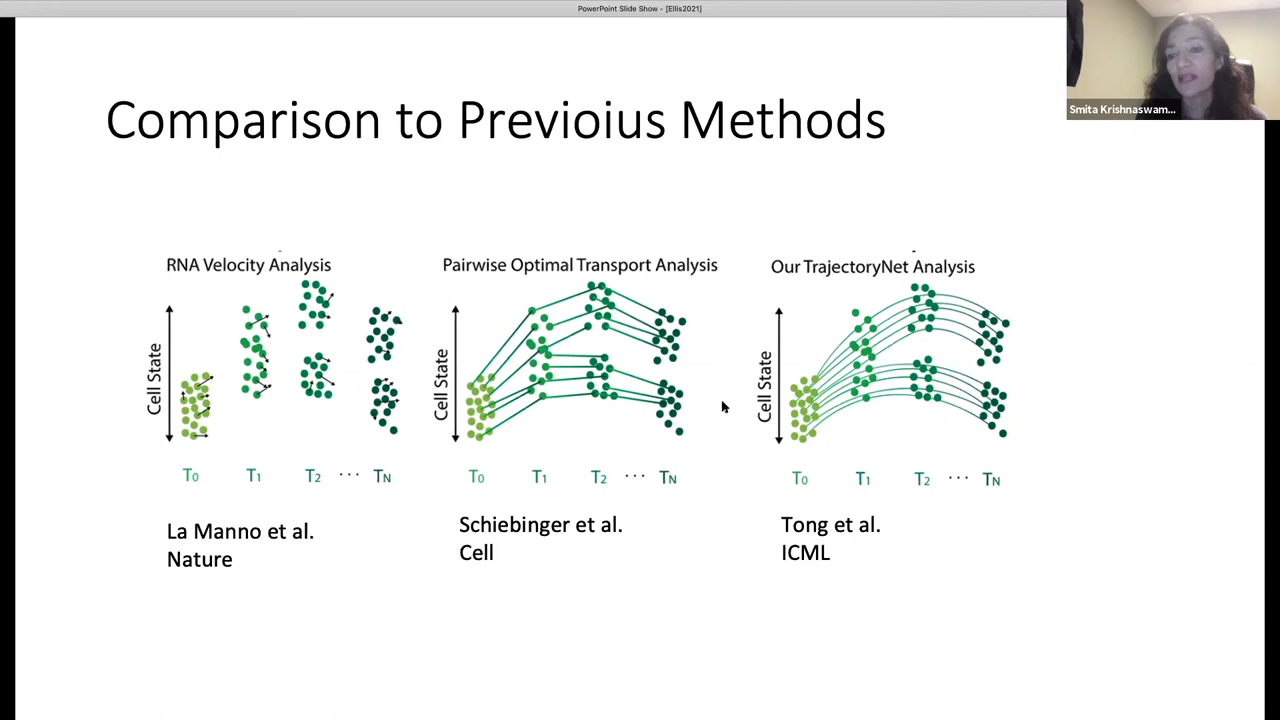 PowerPoint Slide Show - [Ellis2021]
Smita Krishnaswam...
Comparison to Previoius Methods
RNA Velocity Analysis
Cell State
T0 T1 T2 ··· TN
La Manno et al.
Nature
Pairwise Optimal Transport Analysis
Cell State
T0 T1 T2 ··· TN
Schiebinger et al.
Cell
Our TrajectoryNet Analysis
Cell State
T0 T1 T2 ··· TN
Tong et al.
ICML